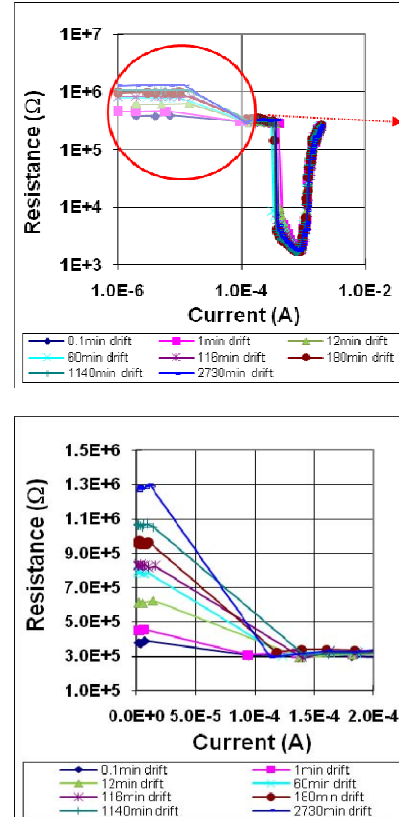 1E+7
1E+6
1E+5
1E+4
1E+3
Resistance (Ω)
1.0E-6 1.0E-4 1.0E-2
Current (A)
0.1min drift 1min drift 12min drift
60min drift 116min drift 180min drift
1140min drift 2730min drift
1.5E+6
1.3E+6
1.1E+6
9.0E+5
7.0E+5
5.0E+5
3.0E+5
1.0E+5
Resistance (Ω)
0.0E+0 5.0E-5 1.0E-4 1.5E-4 2.0E-4
Current (A)
0.1min drift 1min drift
12min drift 60min drift
116min drift 180min drift
1140min drift 2730min drift